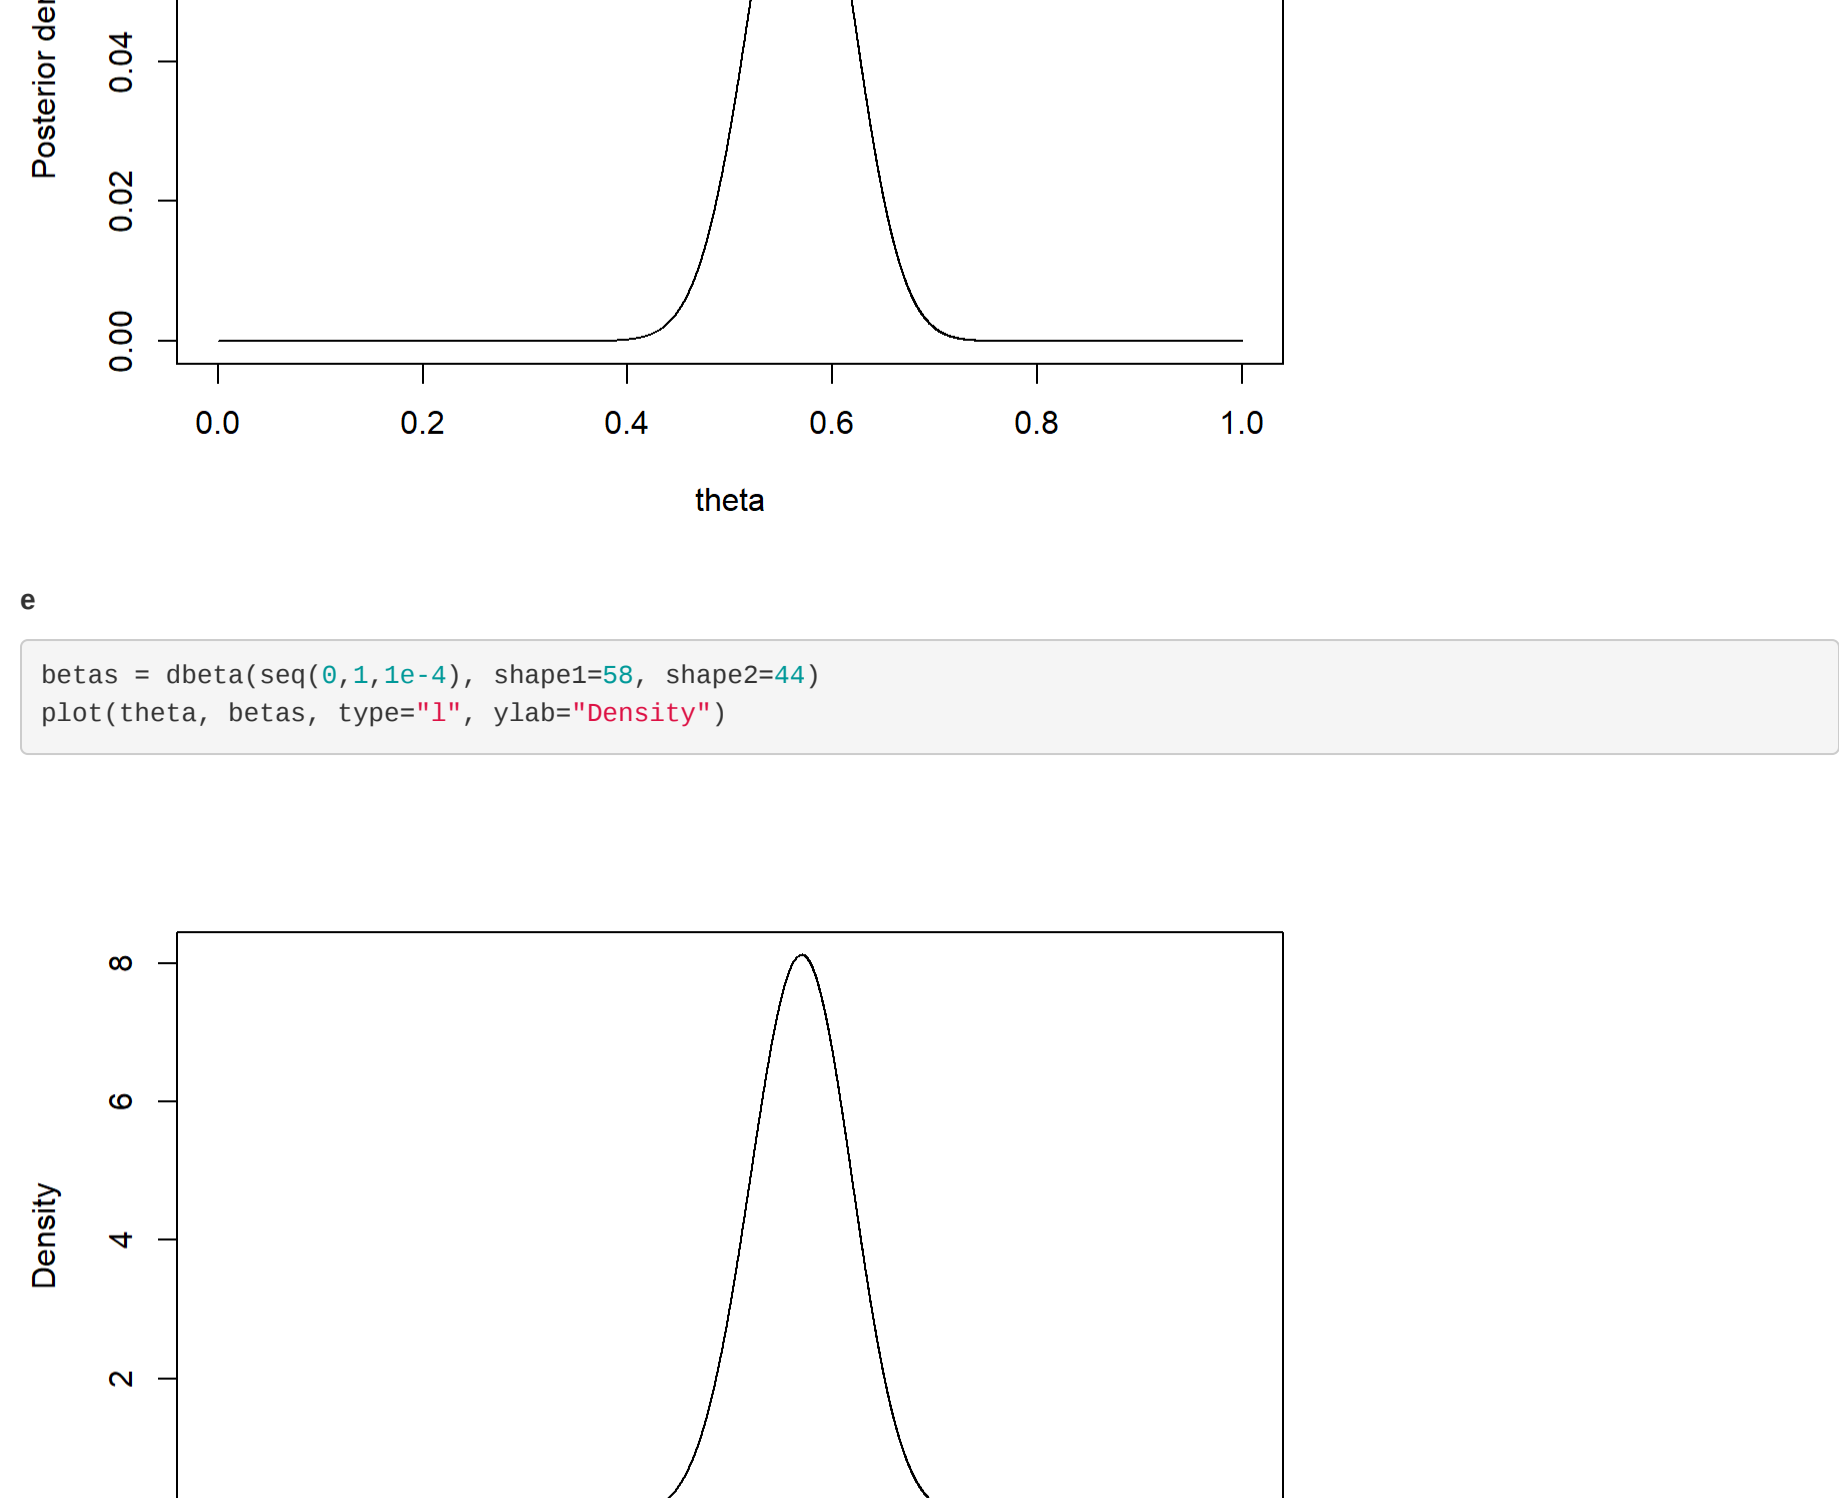 Posterior
0.04
0.02
0.00
0.0 0.2 0.4 0.6 0.8 1.0
theta
e
betas = dbeta(seq(0,1,1e-4), shape1=58, shape2=44)
plot(theta, betas, type="l", ylab="Density")
Density
8
6
4
2